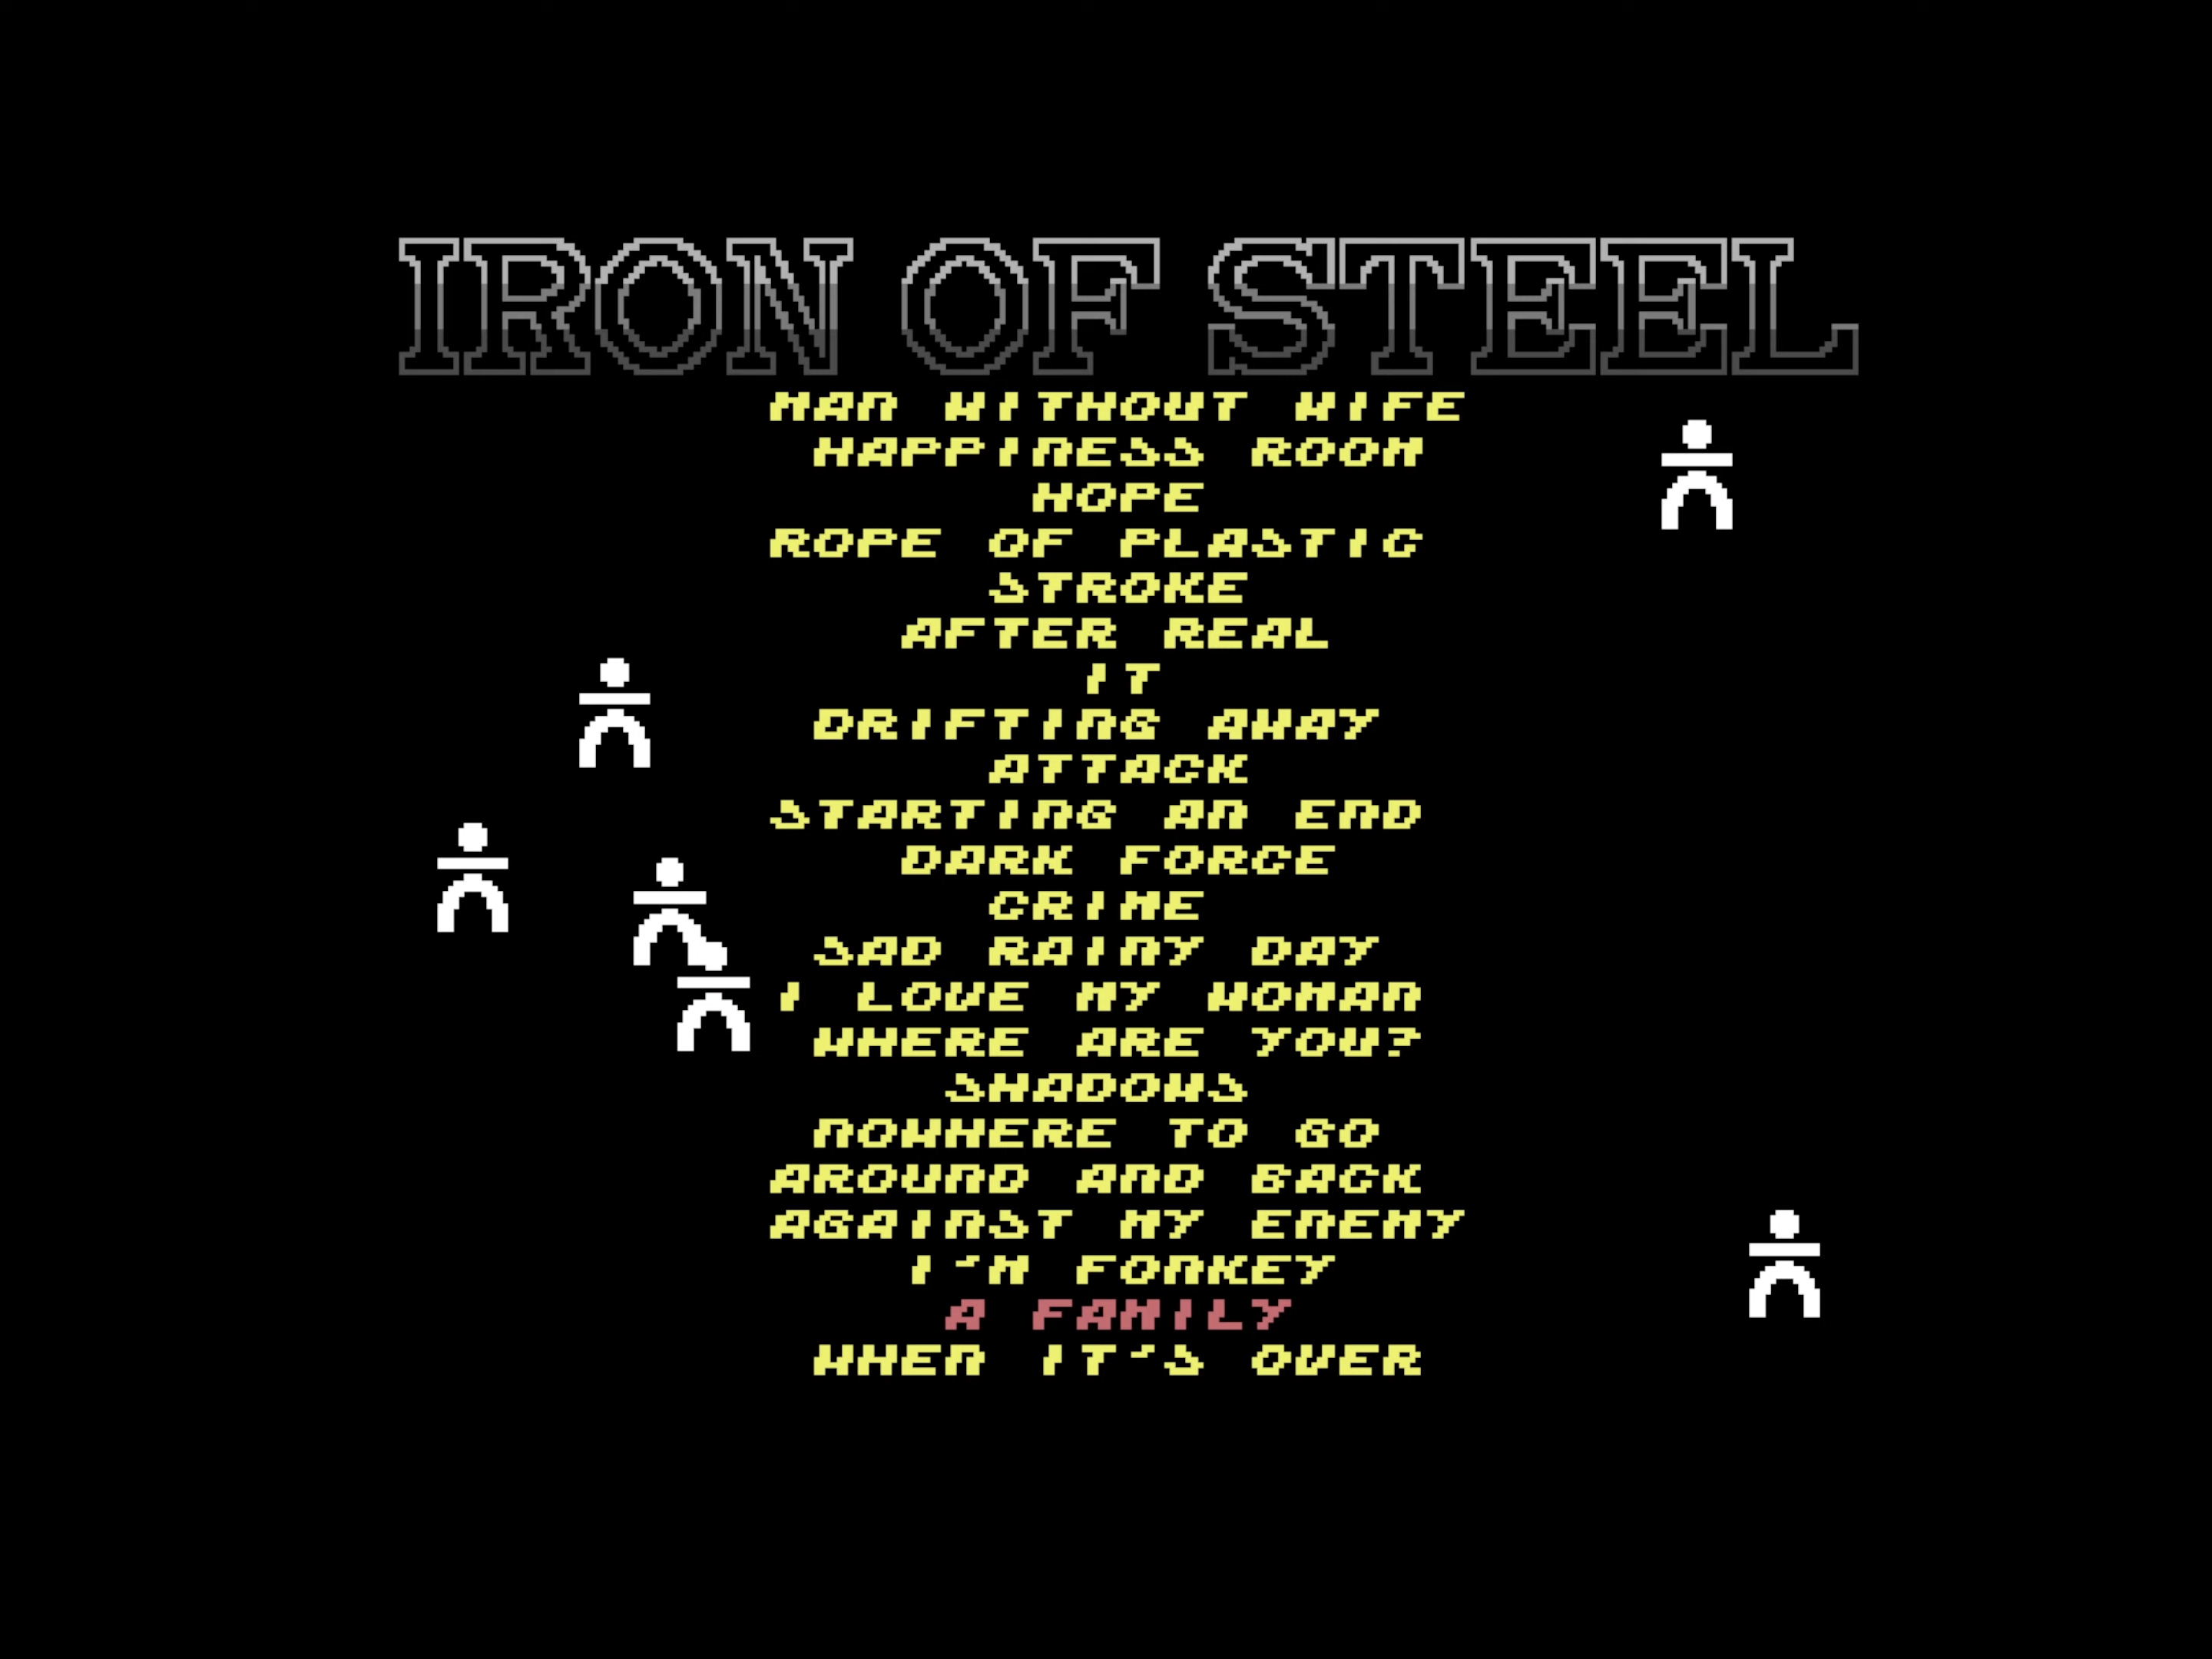 IRON OF STEEL
MAN WITHOUT WIFE
HAPPINESS ROOM
HOPE
ROPE OF PLASTIC
STROKE
AFTER REAL
IT
DRIFTING AWAY
ATTACK
STARTING AN END
DARK FORCE
CRIME
SAD RAINY DAY
I LOVE MY WOMAN
WHERE ARE YOU?
SHADOWS
NOWHERE TO GO
AROUND AND BACK
AGAINST MY ENEMY
I'M FONKEY
A FAMILY
WHEN IT'S OVER